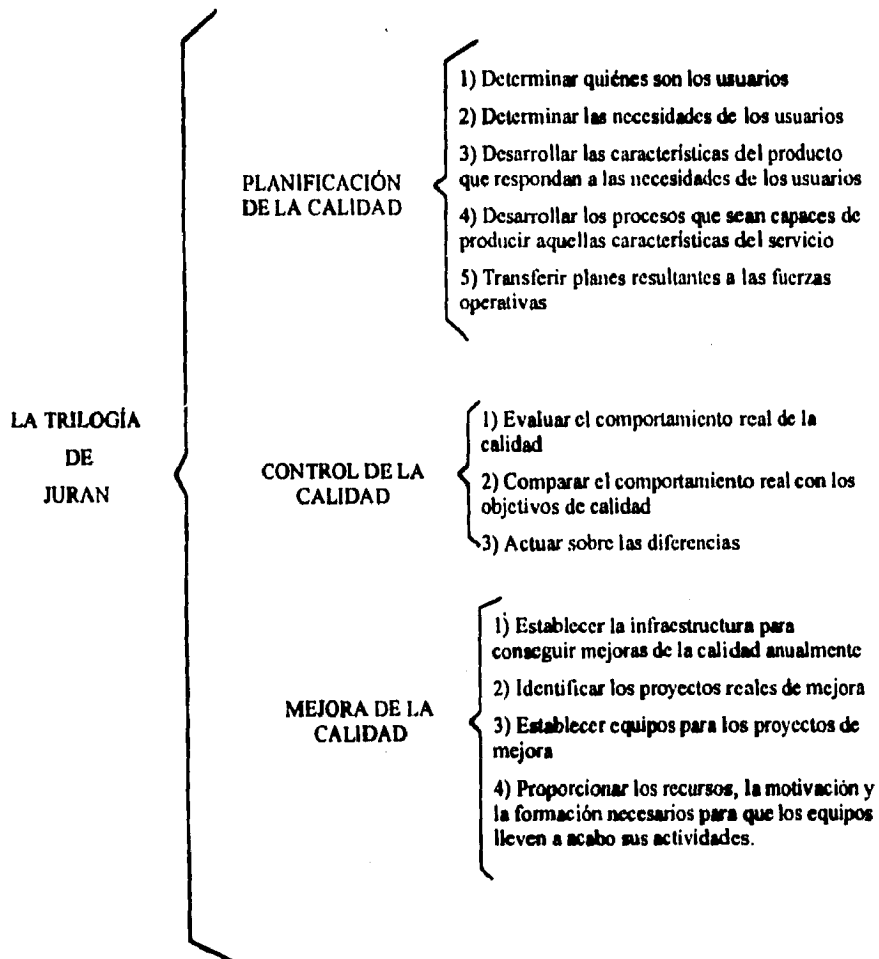 LA TRILOGÍA
DE
JURAN
PLANIFICACIÓN
DE LA CALIDAD
1) Determinar quiénes son los usuarios
2) Determinar las necesidades de los usuarios
3) Desarrollar las características del producto
que respondan a las necesidades de los usuarios
4) Desarrollar los procesos que sean capaces de
producir aquellas características del servicio
5) Transferir planes resultantes a las fuerzas
operativas
CONTROL DE LA
CALIDAD
1) Evaluar el comportamiento real de la
calidad
2) Comparar el comportamiento real con los
objetivos de calidad
3) Actuar sobre las diferencias
MEJORA DE LA
CALIDAD
1) Establecer la infraestructura para
conseguir mejoras de la calidad anualmente
2) Identificar los proyectos reales de mejora
3) Establecer equipos para los proyectos de
mejora
4) Proporcionar los recursos, la motivación y
la formación necesarios para que los equipos
lleven a acabo sus actividades.